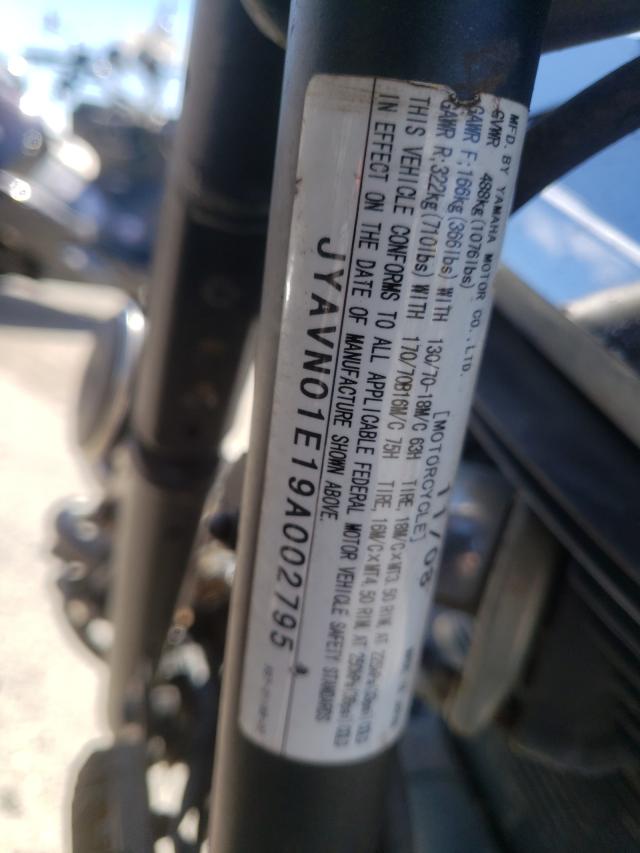 MFD. BY YAMAHA MOTOR CO., LTD. 11/08
GVWR 488kg (1076lbs) [MOTORCYCLE]
GAWR F;166kg (366lbs) WITH 130/70-18M/C 63H TIRE, 18M/C×MT3.50 RIM, AT
GAWR R;322kg (710lbs) WITH 170/70B16M/C 75H TIRE, 16M/C×MT4.50 RIM, AT
THIS VEHICLE CONFORMS TO ALL APPLICABLE FEDERAL MOTOR VEHICLE SAFETY STANDARDS
IN EFFECT ON THE DATE OF MANUFACTURE SHOWN ABOVE.
JYAVN01E19A002795